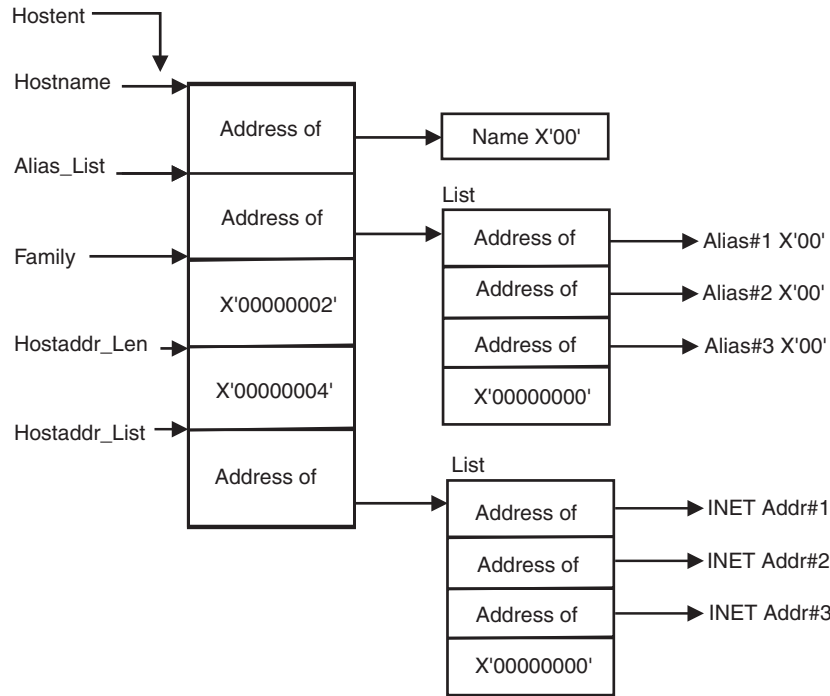 Hostent
Hostname
Address of
Name X'00'
Alias_List
List
Address of
Address of
Alias#1 X'00'
Family
Address of
Alias#2 X'00'
X'00000002'
Hostaddr_Len
Address of
Alias#3 X'00'
X'00000004'
X'00000000'
Hostaddr_List
List
Address of
Address of
INET Addr#1
Address of
INET Addr#2
Address of
INET Addr#3
X'00000000'